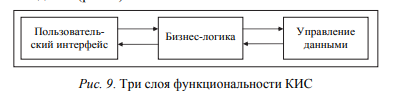 Пользователь-
ский интерфейс
Бизнес-логика
Управление
данными
Рис. 9. Три слоя функциональности КИС